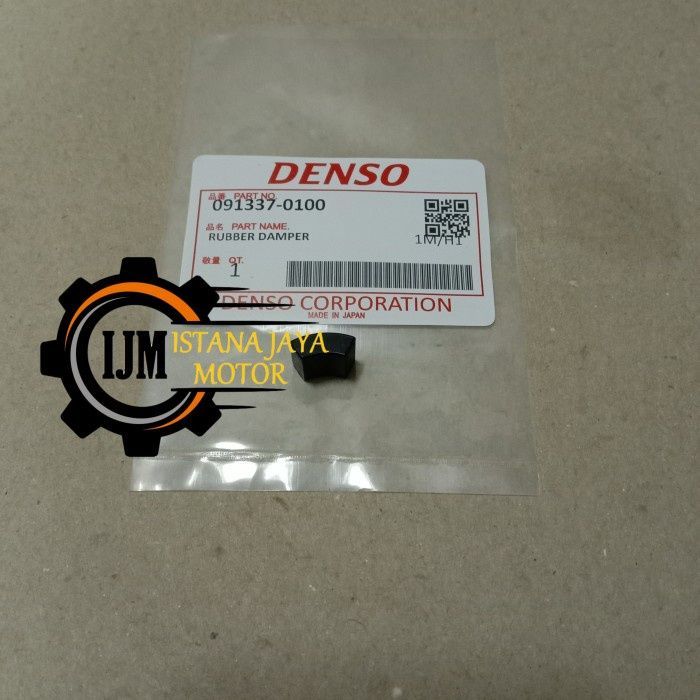 DENSO
品番 PART NO.
091337-0100
品名 PART NAME.
RUBBER DAMPER
1M/H1
数量 QT.
1
DENSO CORPORATION
MADE IN JAPAN
IJM
ISTANA JAYA
MOTOR